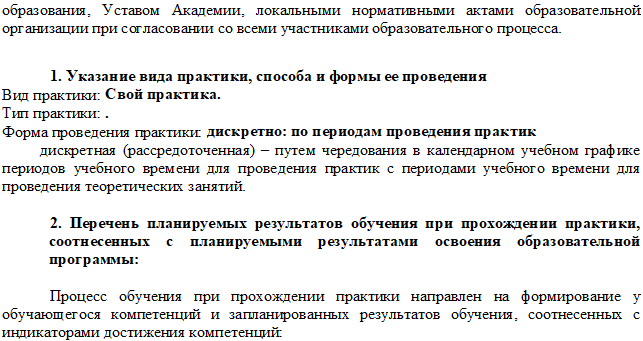 образования, Уставом Академии, локальными нормативными актами образовательной
организации при согласовании со всеми участниками образовательного процесса.
1. Указание вида практики, способа и формы ее проведения
Вид практики: Свой практика.
Тип практики: .
Форма проведения практики: дискретно: по периодам проведения практик
дискретная (рассредоточенная) – путем чередования в календарном учебном графике
периодов учебного времени для проведения практик с периодами учебного времени для
проведения теоретических занятий.
2. Перечень планируемых результатов обучения при прохождении практики,
соотнесенных с планируемыми результатами освоения образовательной
программы:
Процесс обучения при прохождении практики направлен на формирование у
обучающегося компетенций и запланированных результатов обучения, соотнесенных с
индикаторами достижения компетенций: